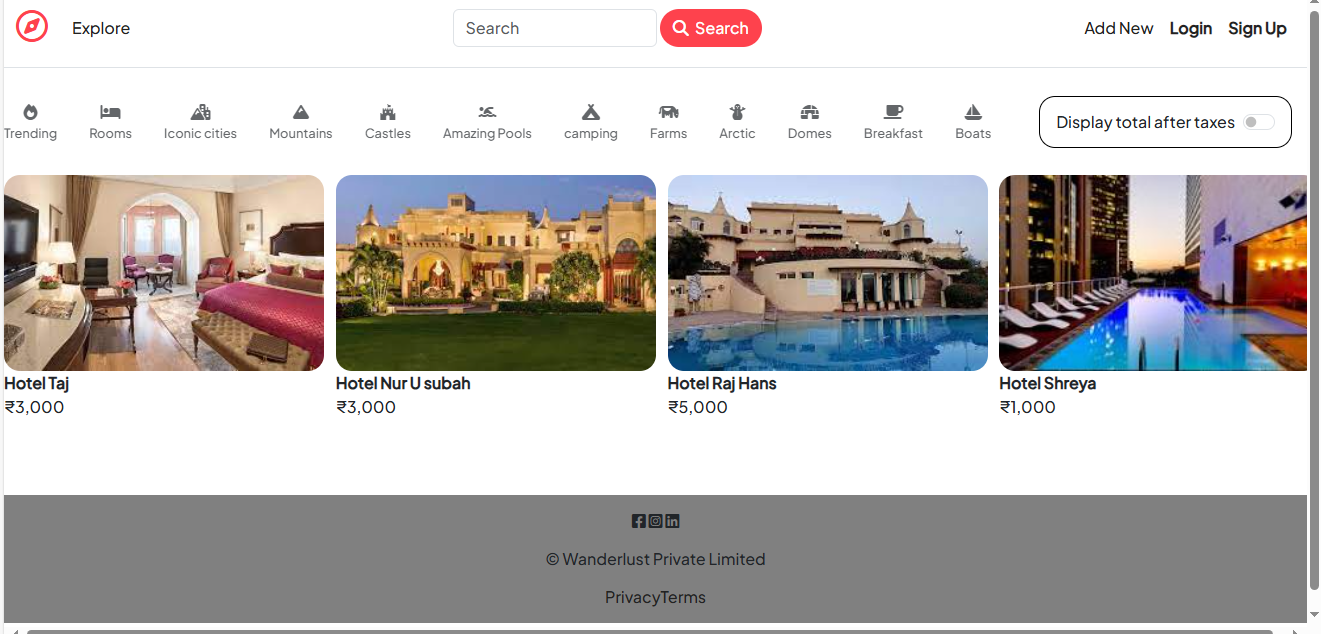 Explore
Search
Search
Add New
Login
Sign Up
Trending
Rooms
Iconic cities
Mountains
Castles
Amazing Pools
camping
Farms
Arctic
Domes
Breakfast
Boats
Display total after taxes
Hotel Taj
₹3,000
Hotel Nur U subah
₹3,000
Hotel Raj Hans
₹5,000
Hotel Shreya
₹1,000
© Wanderlust Private Limited
PrivacyTerms